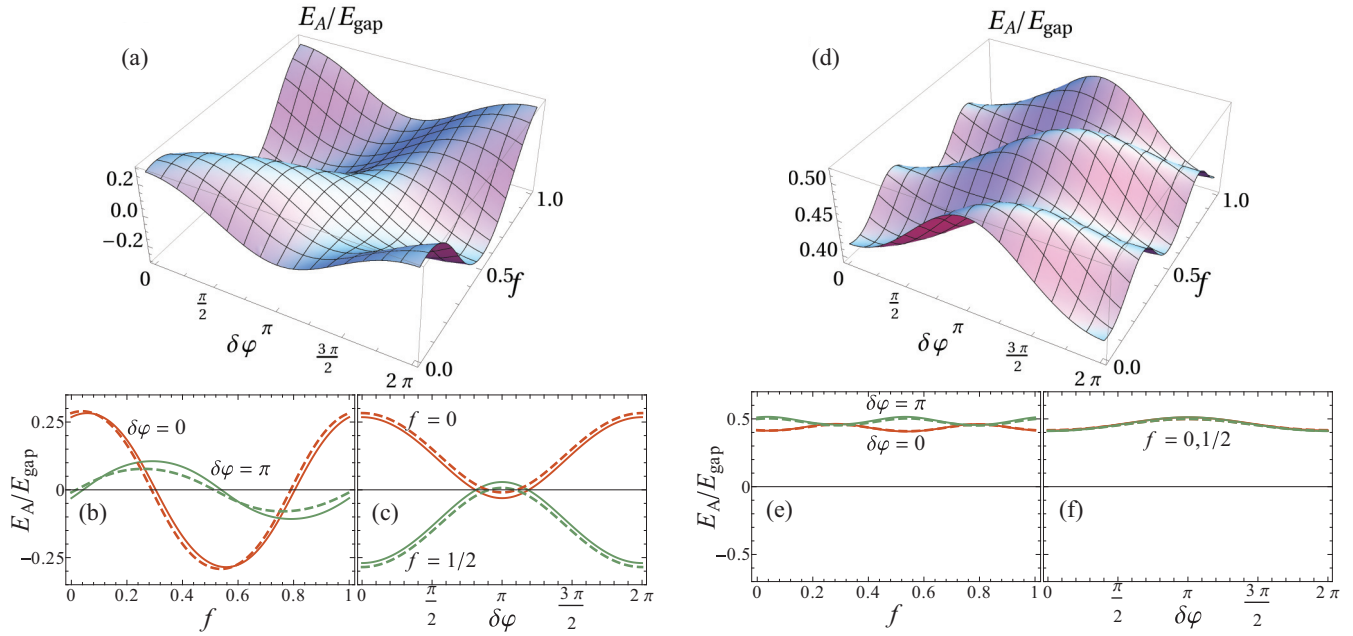 E_A/E_gap
(a)
0.2
0.0
−0.2
0
π/2
π
3π/2
2π
δφ
0.0
0.5
1.0
f
E_A/E_gap
(d)
0.50
0.45
0.40
0
π/2
π
3π/2
2π
δφ
0.0
0.5
1.0
f
E_A/E_gap
0.25
0
−0.25
δφ = 0
δφ = π
(b)
0 0.2 0.4 0.6 0.8 1
f
f = 0
(c)
f = 1/2
π/2 π 3π/2 2π
δφ
E_A/E_gap
0.5
0
−0.5
δφ = π
δφ = 0
(e)
0 0.2 0.4 0.6 0.8 1
f
f = 0,1/2
(f)
π/2 π 3π/2 2π
δφ